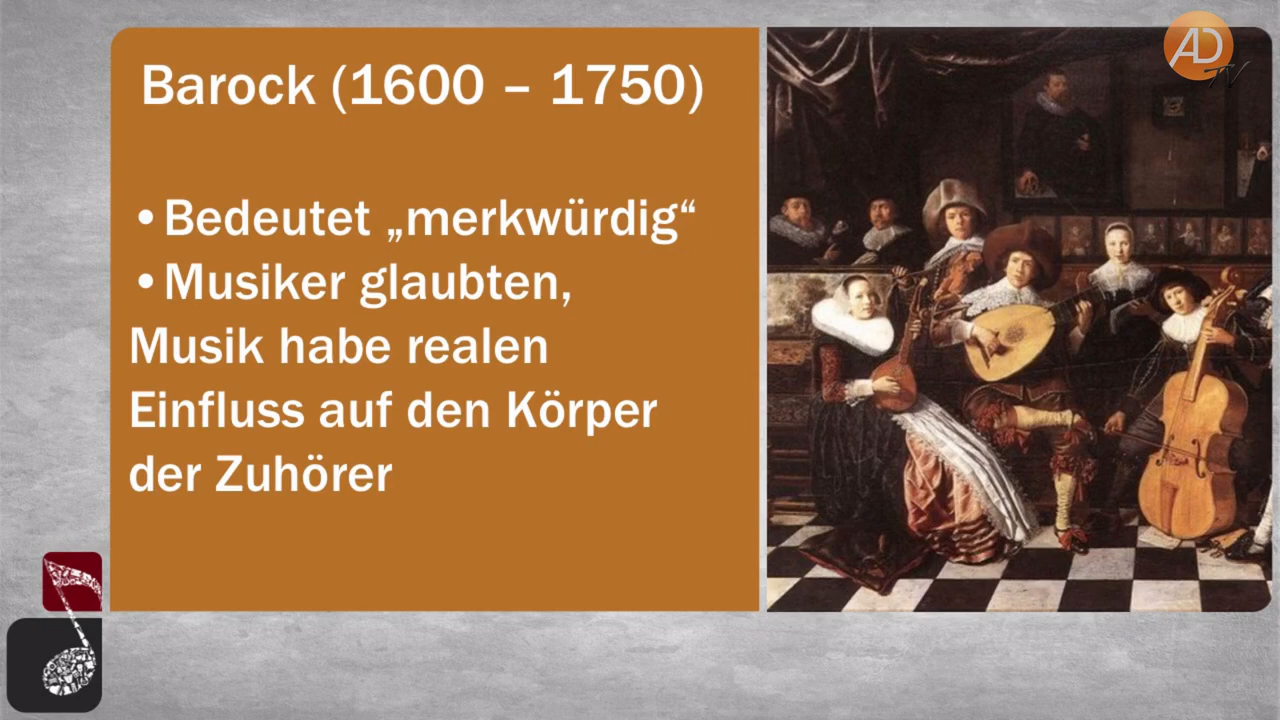 AD
TV
Barock (1600 – 1750)
• Bedeutet „merkwürdig“
• Musiker glaubten,
Musik habe realen
Einfluss auf den Körper
der Zuhörer